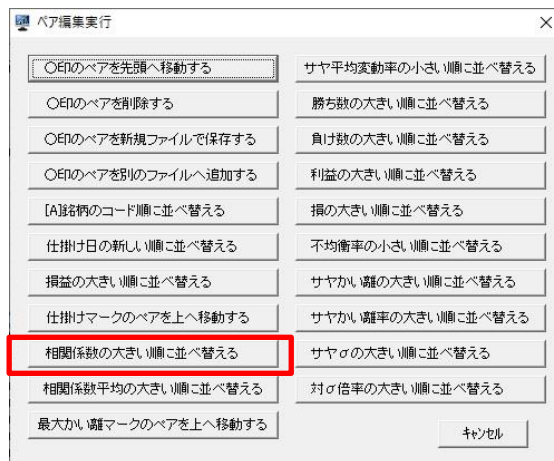 ペア編集実行
〇印のペアを先頭へ移動する
〇印のペアを削除する
〇印のペアを新規ファイルで保存する
〇印のペアを別のファイルへ追加する
[A]銘柄のコード順に並べ替える
仕掛け日の新しい順に並べ替える
損益の大きい順に並べ替える
仕掛けマークのペアを上へ移動する
相関係数の大きい順に並べ替える
相関係数平均の大きい順に並べ替える
最大かい離マークのペアを上へ移動する
サヤ平均変動率の小さい順に並べ替える
勝ち数の大きい順に並べ替える
負け数の大きい順に並べ替える
利益の大きい順に並べ替える
損の大きい順に並べ替える
不均衡率の小さい順に並べ替える
サヤかい離の大きい順に並べ替える
サヤかい離率の大きい順に並べ替える
サヤσの大きい順に並べ替える
対σ倍率の大きい順に並べ替える
キャンセル